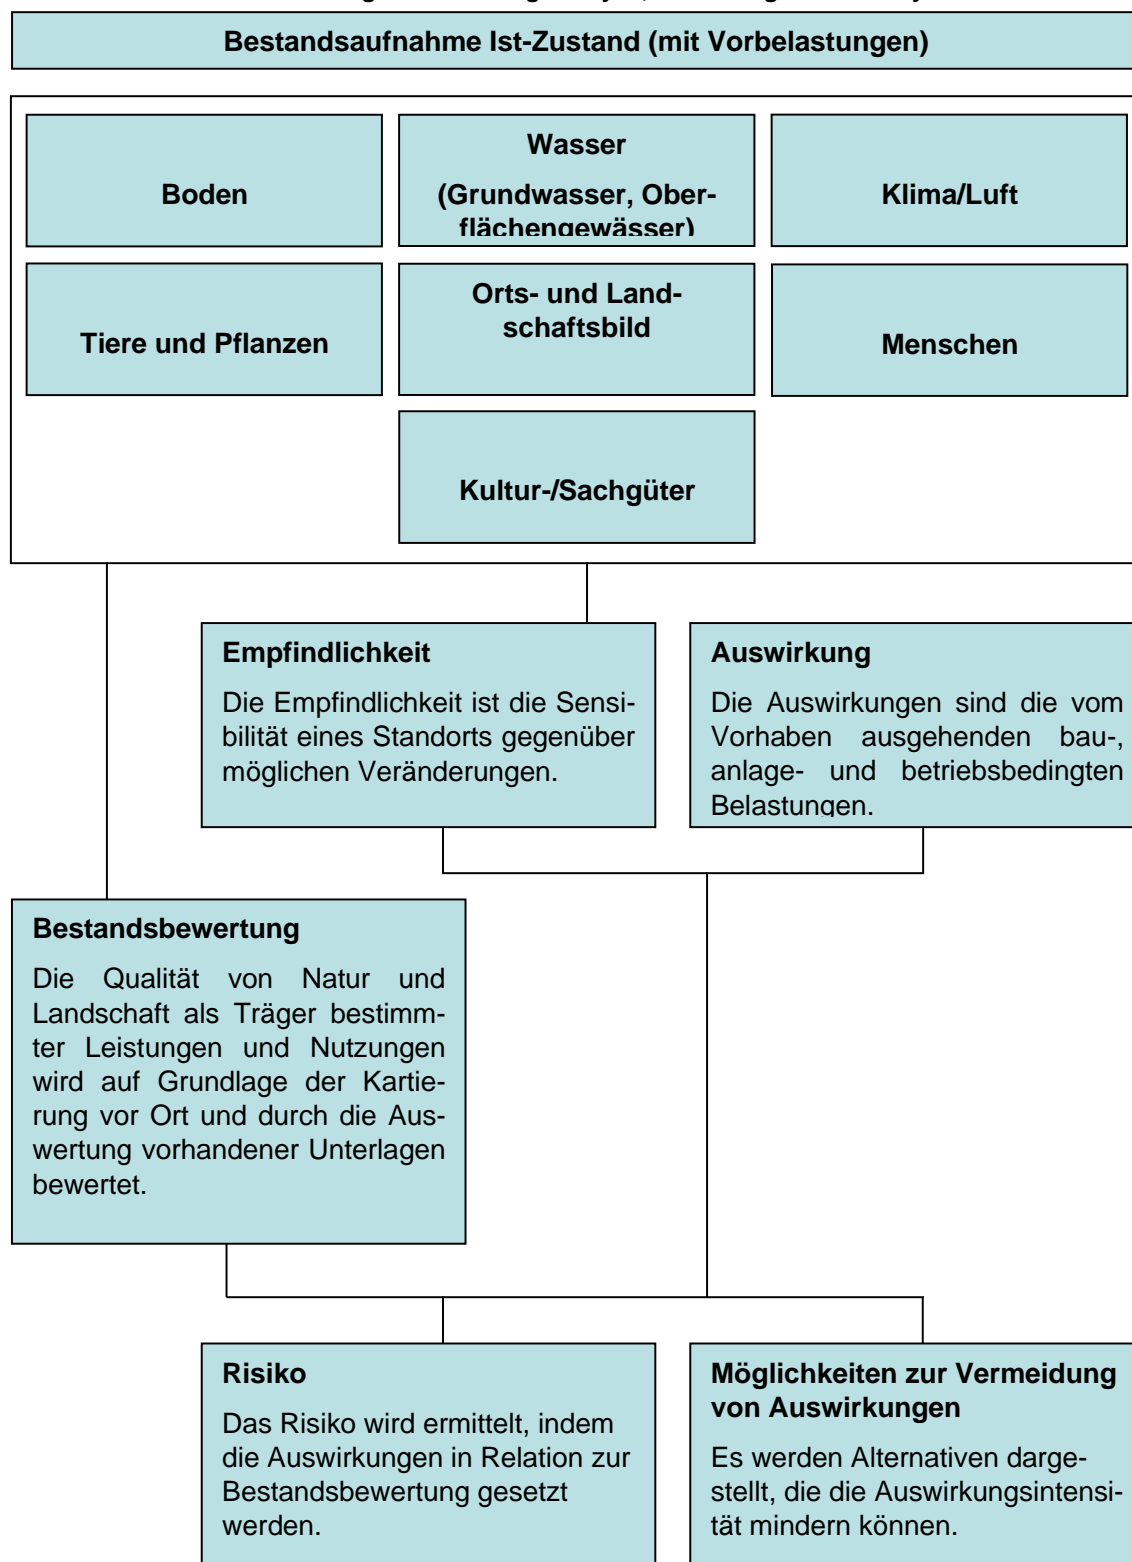 Bestandsaufnahme Ist-Zustand (mit Vorbelastungen)
Boden
Wasser
(Grundwasser, Ober-
flächengewässer)
Klima/Luft
Tiere und Pflanzen
Orts- und Land-
schaftsbild
Menschen
Kultur-/Sachgüter
Empfindlichkeit
Die Empfindlichkeit ist die Sensi-
bilität eines Standorts gegenüber
möglichen Veränderungen.
Auswirkung
Die Auswirkungen sind die vom
Vorhaben ausgehenden bau-,
anlage- und betriebsbedingten
Belastungen.
Bestandsbewertung
Die Qualität von Natur und
Landschaft als Träger bestimm-
ter Leistungen und Nutzungen
wird auf Grundlage der Kartie-
rung vor Ort und durch die Aus-
wertung vorhandener Unterlagen
bewertet.
Risiko
Das Risiko wird ermittelt, indem
die Auswirkungen in Relation zur
Bestandsbewertung gesetzt
werden.
Möglichkeiten zur Vermeidung
von Auswirkungen
Es werden Alternativen darge-
stellt, die die Auswirkungsintensi-
tät mindern können.